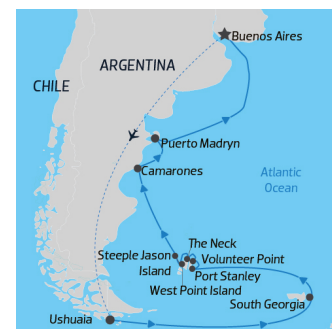 Buenos Aires
ARGENTINA
CHILE
Puerto Madryn
Camarones
Atlantic
Ocean
The Neck
Steeple Jason
Island
Volunteer Point
Port Stanley
West Point Island
South Georgia
Ushuaia